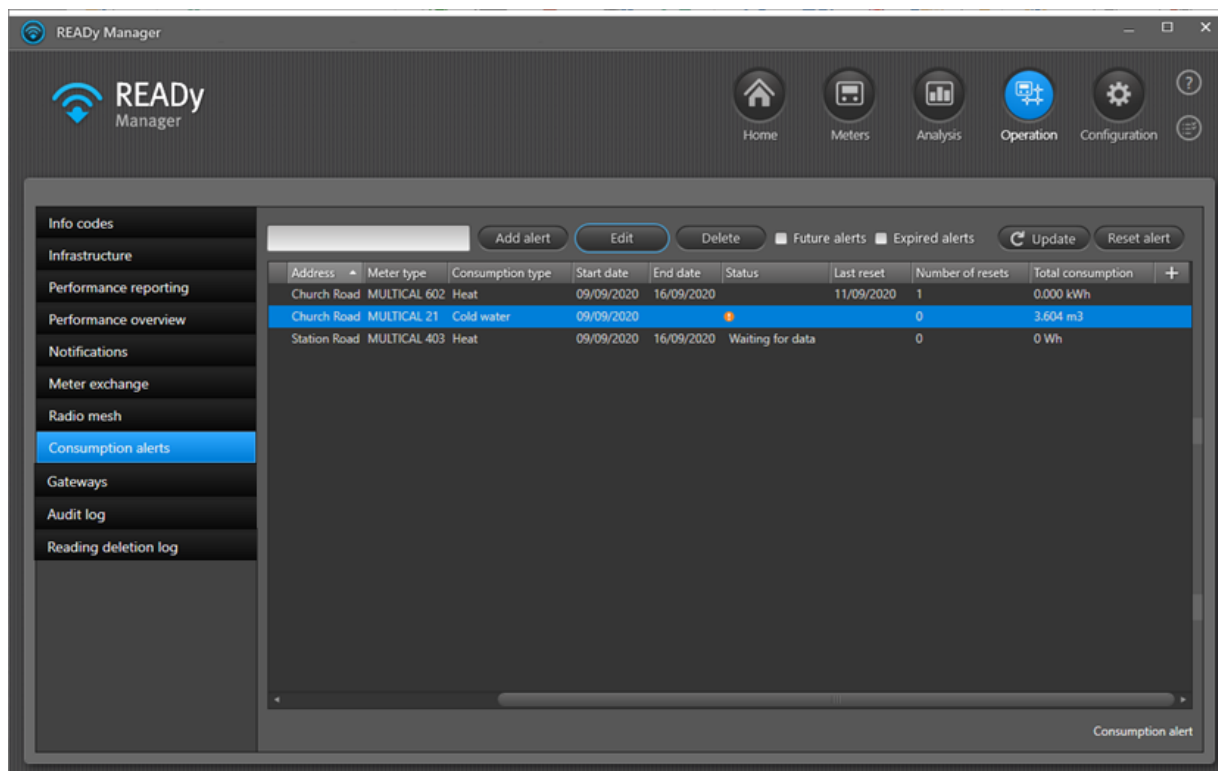 READy Manager
READy
Manager
Home Meters Analysis Operation Configuration
?
Info codes
Infrastructure
Performance reporting
Performance overview
Notifications
Meter exchange
Radio mesh
Consumption alerts
Gateways
Audit log
Reading deletion log
Add alert Edit Delete Future alerts Expired alerts Update Reset alert
Address Meter type Consumption type Start date End date Status Last reset Number of resets Total consumption +
Church Road MULTICAL 602 Heat 09/09/2020 16/09/2020 11/09/2020 1 0.000 kWh
Church Road MULTICAL 21 Cold water 09/09/2020 0 3.604 m3
Station Road MULTICAL 403 Heat 09/09/2020 16/09/2020 Waiting for data 0 0 Wh
Consumption alert